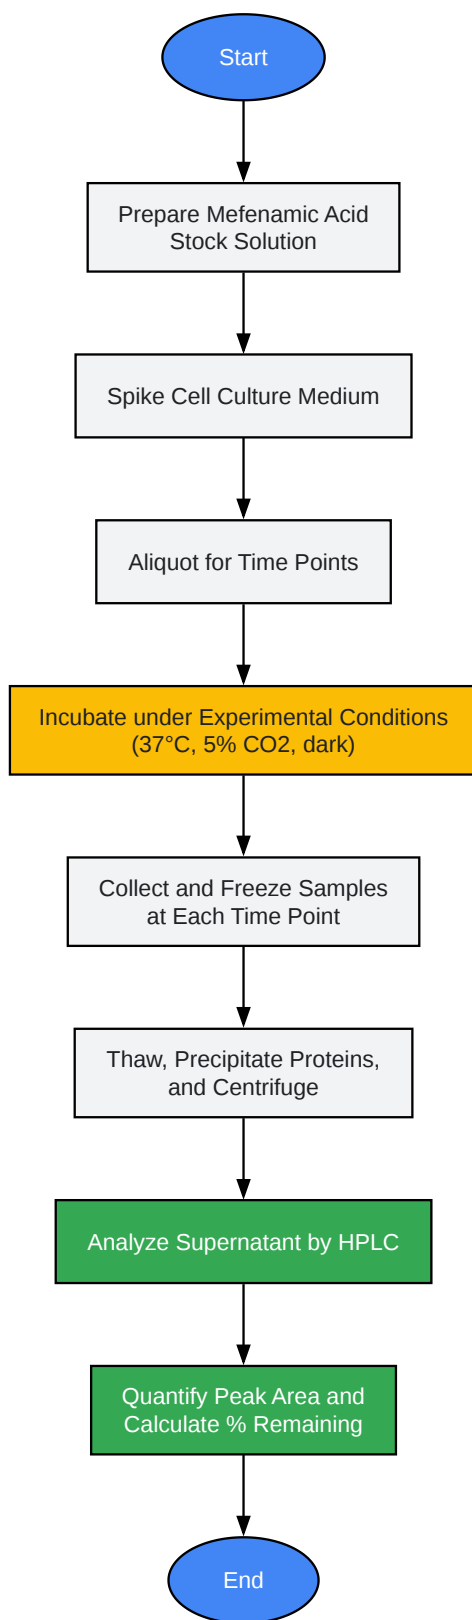 Start
Prepare Mefenamic Acid
Stock Solution
Spike Cell Culture Medium
Aliquot for Time Points
Incubate under Experimental Conditions
(37°C, 5% CO2, dark)
Collect and Freeze Samples
at Each Time Point
Thaw, Precipitate Proteins,
and Centrifuge
Analyze Supernatant by HPLC
Quantify Peak Area and
Calculate % Remaining
End